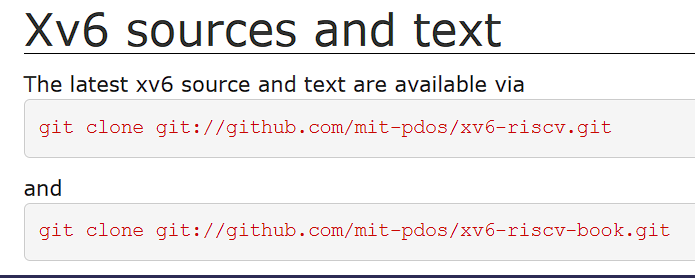 Xv6 sources and text
The latest xv6 source and text are available via
git clone git://github.com/mit-pdos/xv6-riscv.git
and
git clone git://github.com/mit-pdos/xv6-riscv-book.git